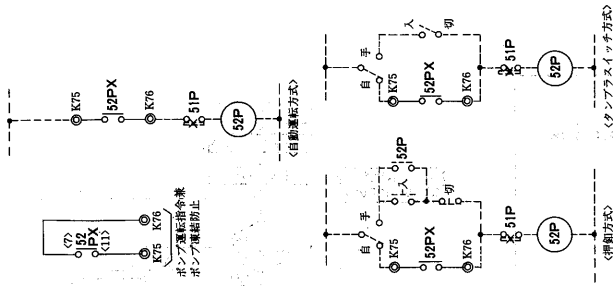 <7>
52
PX
<11>
K75
K76
ポンプ運転指令兼
ポンプ凍結防止
K75
52PX
K76
51P
52P
<自動運転方式>
手
自
入
切
K75
52PX
K76
52P
51P
52P
<押釦方式>
手
自
入
切
K75
52PX
K76
51P
52P
<タンブラスイッチ方式>